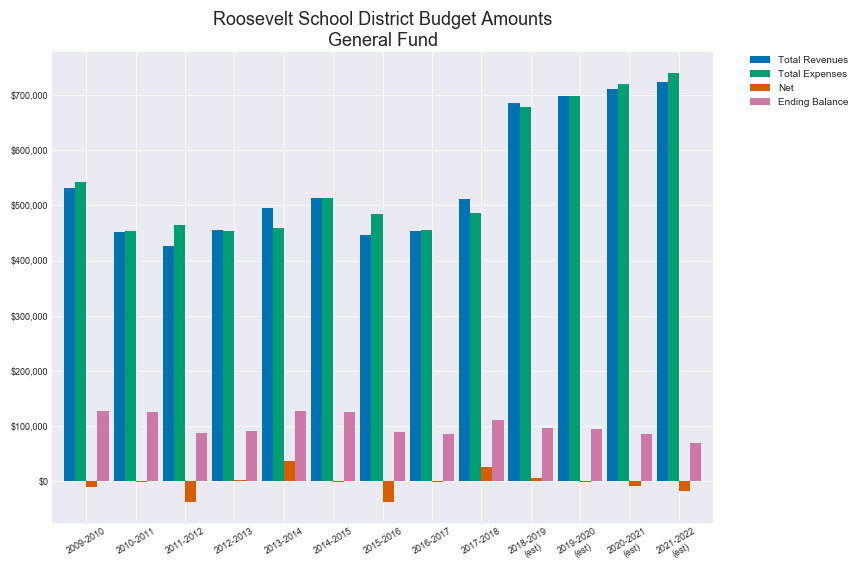 Roosevelt School District Budget Amounts
General Fund
Total Revenues
Total Expenses
Net
Ending Balance
$700,000
$600,000
$500,000
$400,000
$300,000
$200,000
$100,000
$0
2009-2010
2010-2011
2011-2012
2012-2013
2013-2014
2014-2015
2015-2016
2016-2017
2017-2018
2018-2019
(est)
2019-2020
(est)
2020-2021
(est)
2021-2022
(est)